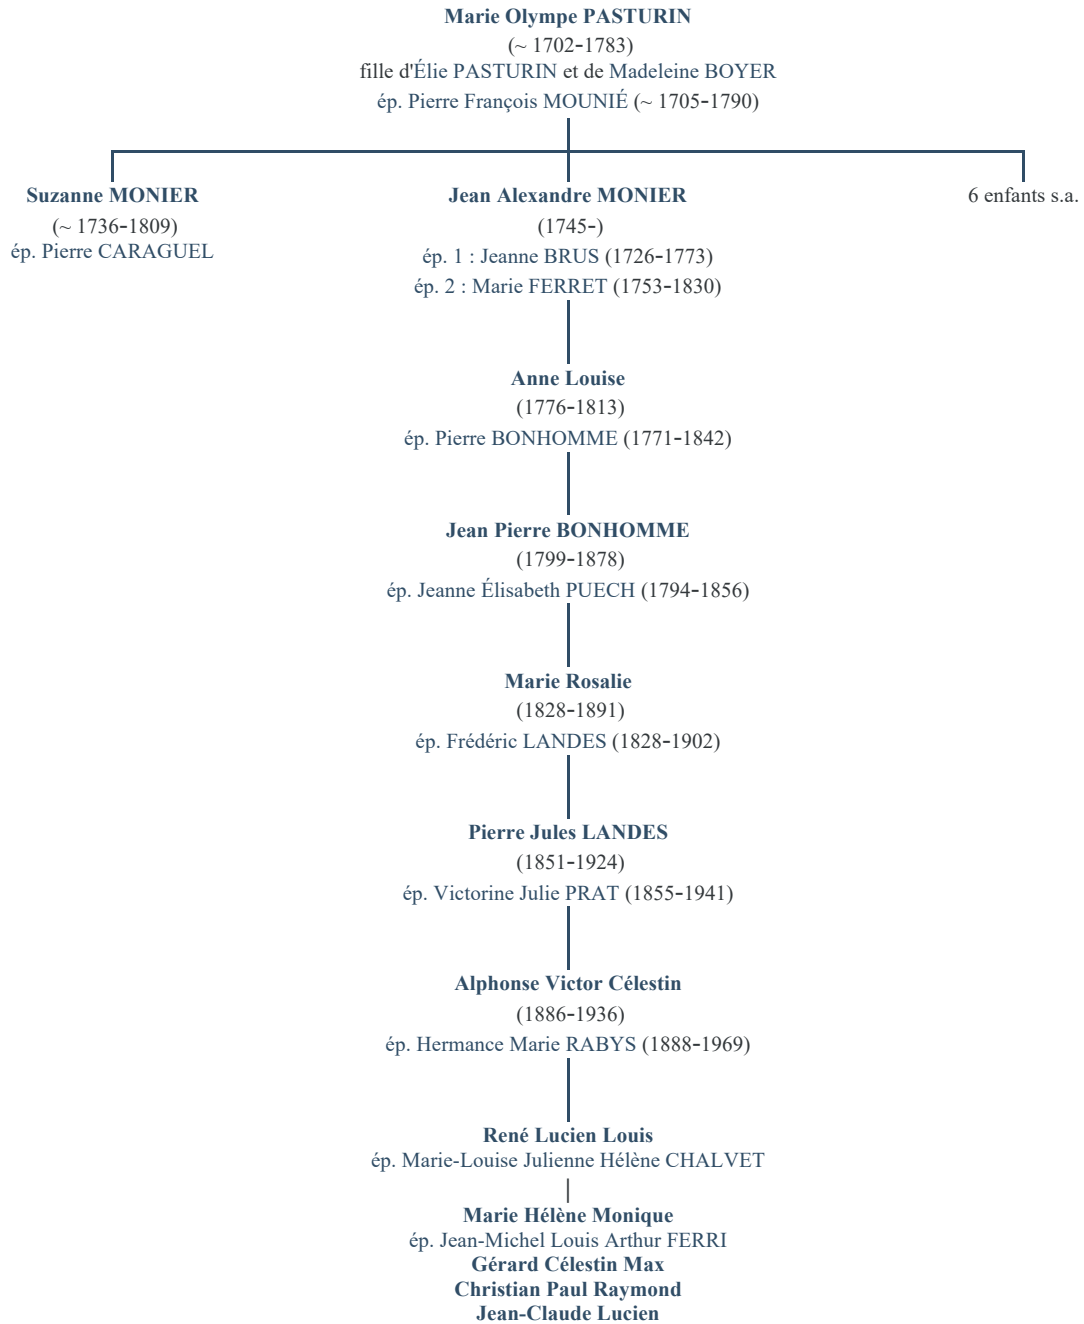 Marie Olympe PASTURIN
(~ 1702-1783)
fille d'Élie PASTURIN et de Madeleine BOYER
ép. Pierre François MOUNIÉ (~ 1705-1790)
Suzanne MONIER
(~ 1736-1809)
ép. Pierre CARAGUEL
Jean Alexandre MONIER
(1745-)
ép. 1 : Jeanne BRUS (1726-1773)
ép. 2 : Marie FERRET (1753-1830)
6 enfants s.a.
Anne Louise
(1776-1813)
ép. Pierre BONHOMME (1771-1842)
Jean Pierre BONHOMME
(1799-1878)
ép. Jeanne Élisabeth PUECH (1794-1856)
Marie Rosalie
(1828-1891)
ép. Frédéric LANDES (1828-1902)
Pierre Jules LANDES
(1851-1924)
ép. Victorine Julie PRAT (1855-1941)
Alphonse Victor Célestin
(1886-1936)
ép. Hermance Marie RABYS (1888-1969)
René Lucien Louis
ép. Marie-Louise Julienne Hélène CHALVET
Marie Hélène Monique
ép. Jean-Michel Louis Arthur FERRI
Gérard Célestin Max
Christian Paul Raymond
Jean-Claude Lucien